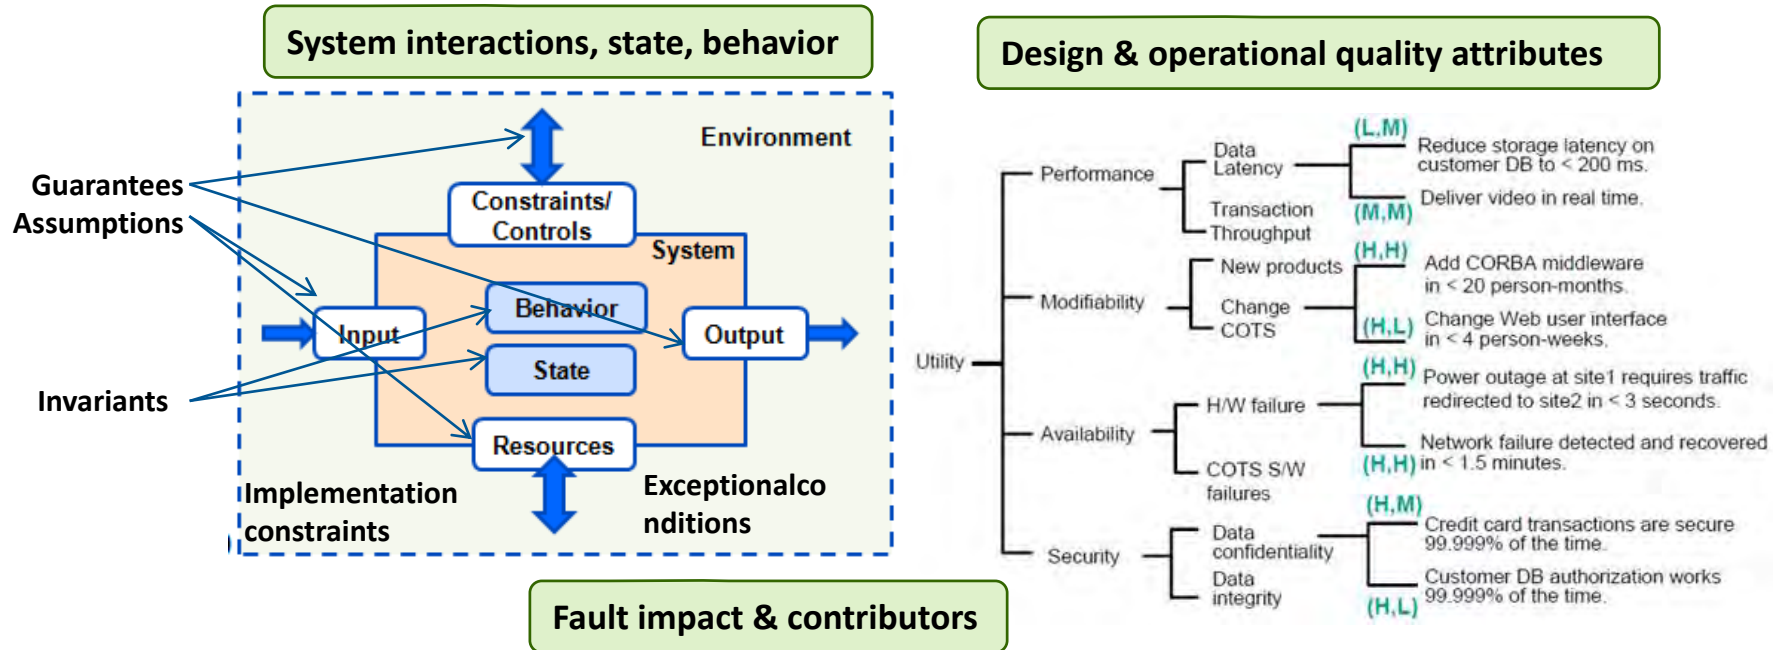 System interactions, state, behavior
Design & operational quality attributes
Environment
Guarantees
Assumptions
Constraints/
Controls
System
Behavior
Input
Output
State
Invariants
Resources
Implementation
constraints
Exceptionalco
nditions
Fault impact & contributors
Utility
Performance
Data
Latency
(L,M)
Reduce storage latency on
customer DB to < 200 ms.
Deliver video in real time.
(M,M)
Transaction
Throughput
Modifiability
New products
Change
COTS
(H,H)
Add CORBA middleware
in < 20 person-months.
(H,L)
Change Web user interface
in < 4 person-weeks.
Availability
H/W failure
(H,H)
Power outage at site1 requires traffic
redirected to site2 in < 3 seconds.
Network failure detected and recovered
in < 1.5 minutes.
(H,H)
COTS S/W
failures
Security
Data
confidentiality
(H,M)
Credit card transactions are secure
99.999% of the time.
Customer DB authorization works
99.999% of the time.
(H,L)
Data
integrity